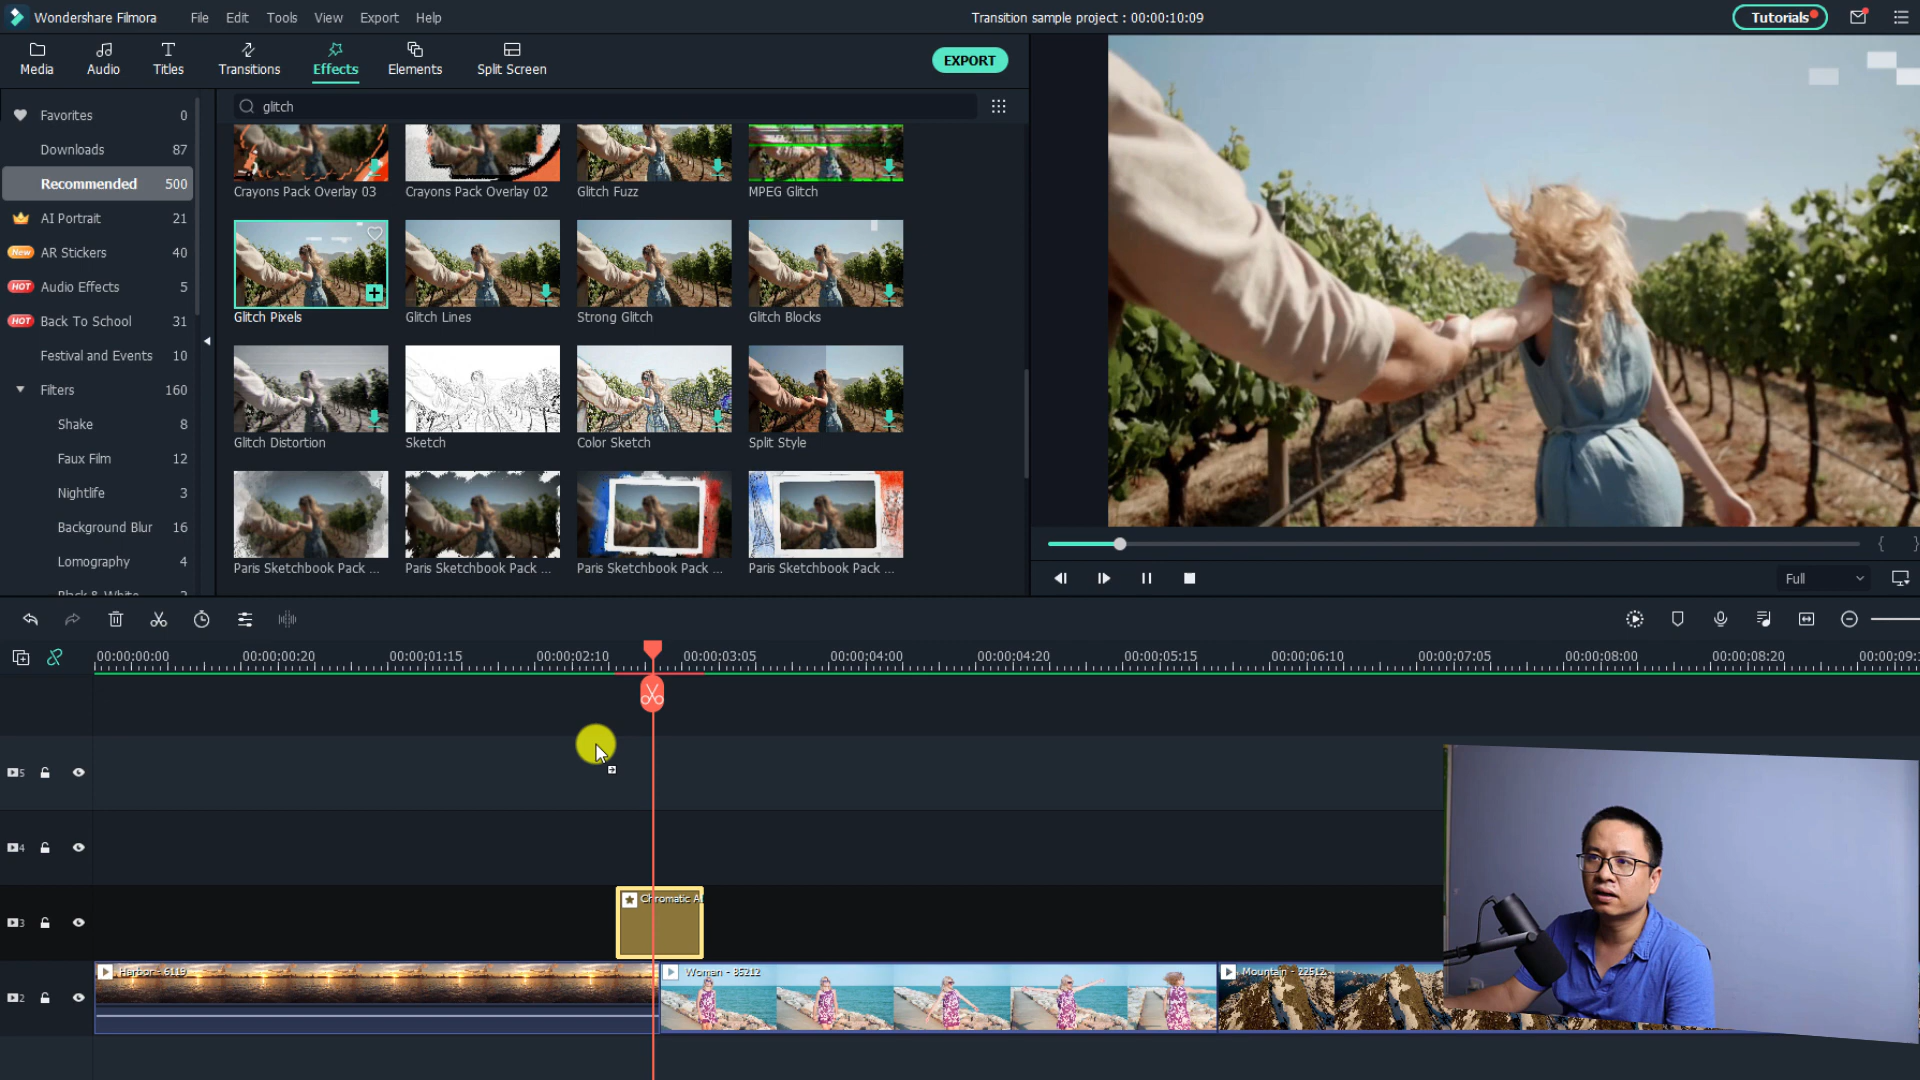 Wondershare Filmora
File
Edit
Tools
View
Export
Help
Transition sample project : 00:00:10:09
Tutorials
Media
Audio
Titles
Transitions
Effects
Elements
Split Screen
EXPORT
Favorites 0
Downloads 87
Recommended 500
AI Portrait 21
New AR Stickers 40
HOT Audio Effects 5
HOT Back To School 31
Festival and Events 10
Filters 160
Shake 8
Faux Film 12
Nightlife 3
Background Blur 16
Lomography 4
Black & White
glitch
Crayons Pack Overlay 03
Crayons Pack Overlay 02
Glitch Fuzz
MPEG Glitch
Glitch Pixels
Glitch Lines
Strong Glitch
Glitch Blocks
Glitch Distortion
Sketch
Color Sketch
Split Style
Paris Sketchbook Pack ...
Paris Sketchbook Pack ...
Paris Sketchbook Pack ...
Paris Sketchbook Pack ...
{ }
Full
00:00:00:00
00:00:00:20
00:00:01:15
00:00:02:10
00:00:03:05
00:00:04:00
00:00:04:20
00:00:05:15
00:00:06:10
00:00:07:05
00:00:08:00
00:00:08:20
00:00:09:1
5
4
3
Chromatic A
2
Harbor - 6119
Woman - 85212
Mountain - 22512